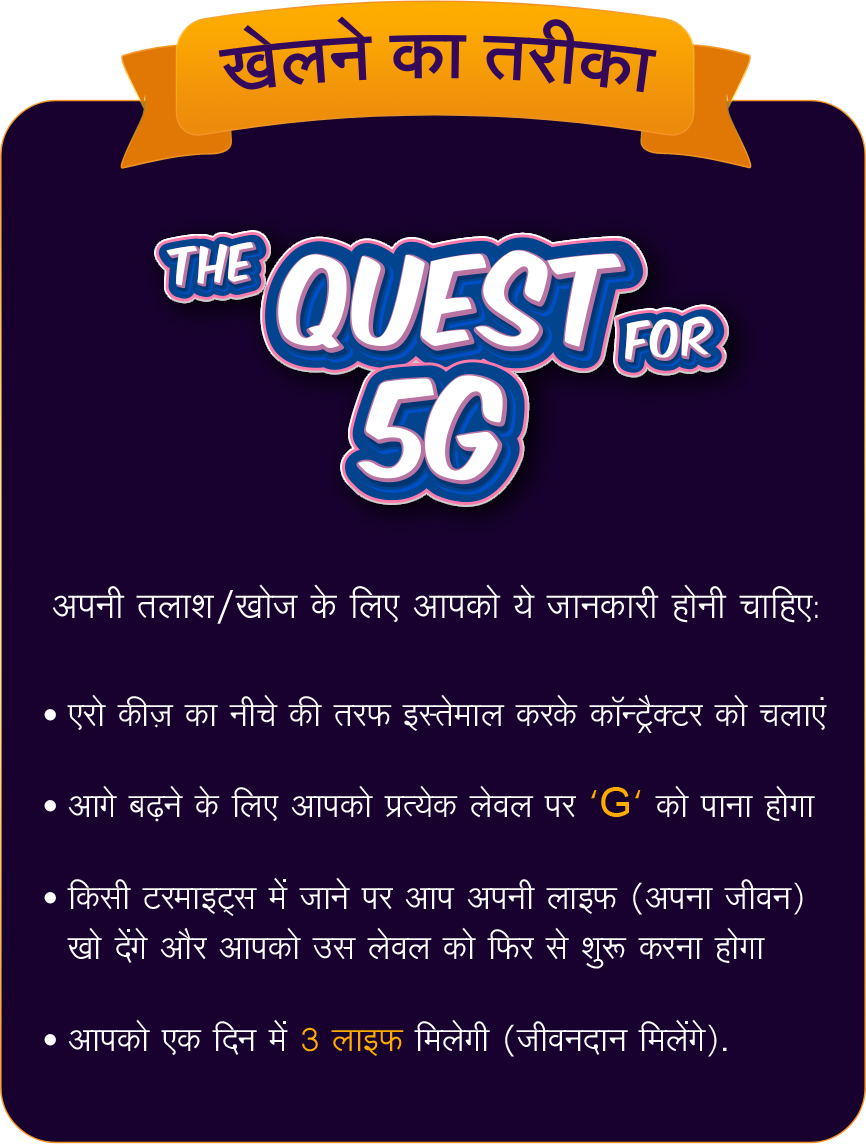 खेलने का तरीका
THE QUEST FOR
5G
अपनी तलाश/खोज के लिए आपको ये जानकारी होनी चाहिए:
• एरो कीज़ का नीचे की तरफ इस्तेमाल करके कॉन्ट्रैक्टर को चलाएं
• आगे बढ़ने के लिए आपको प्रत्येक लेवल पर ‘G‘ को पाना होगा
• किसी टरमाइट्स में जाने पर आप अपनी लाइफ (अपना जीवन)
खो देंगे और आपको उस लेवल को फिर से शुरू करना होगा
• आपको एक दिन में 3 लाइफ मिलेगी (जीवनदान मिलेंगे).